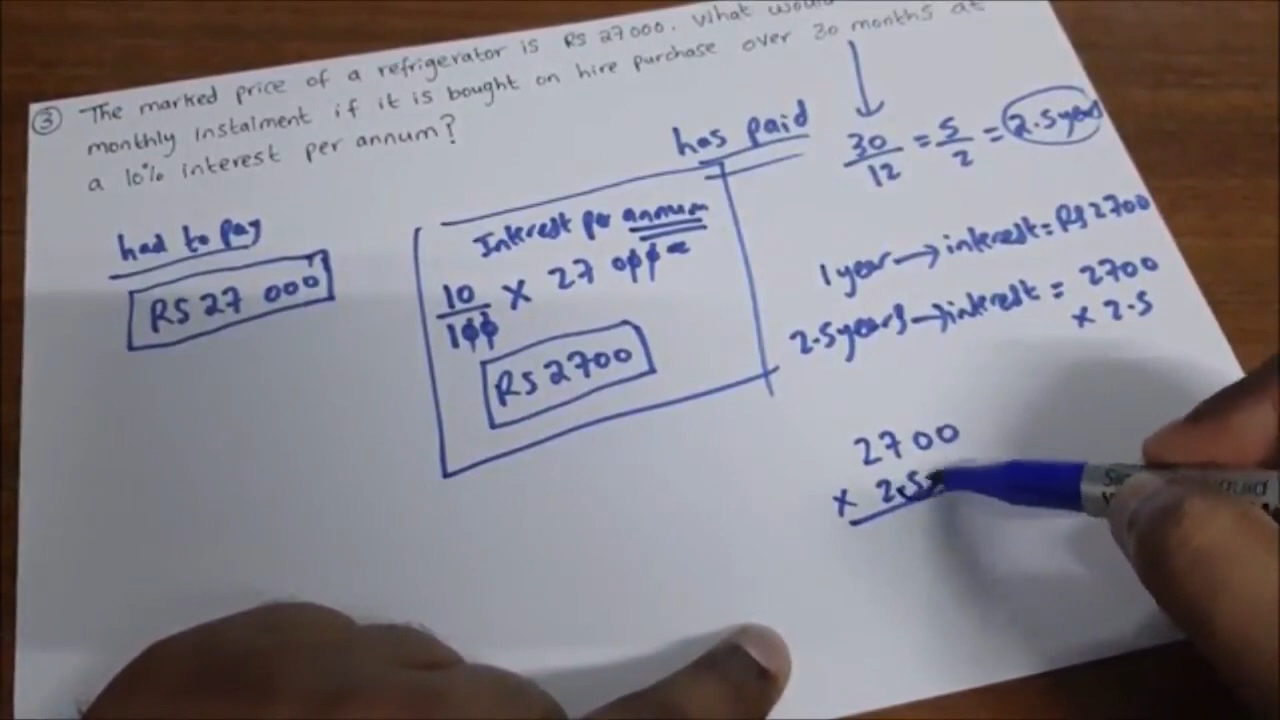 ③ The marked price of a refrigerator is Rs 27000. What would
monthly instalment if it is bought on hire purchase over 30 months at
a 10% interest per annum?
had to pay
RS 27 000
has paid
Interest per annum
10/100 × 27 000
RS 2700
30/12 = 5/2 = 2.5 years
1 year → interest = Rs 2700
2.5 years → interest = 2700
× 2.5
2700
× 2.5